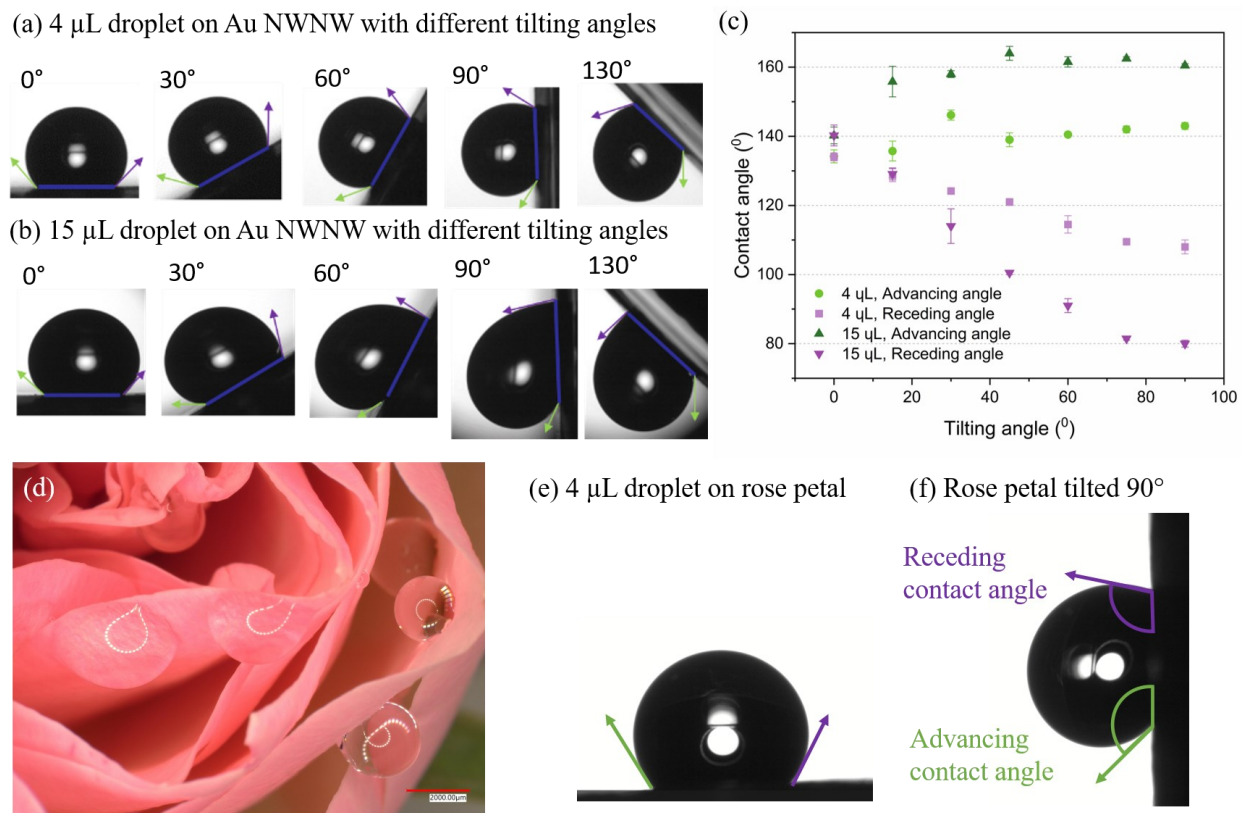 (a) 4 µL droplet on Au NWNW with different tilting angles
0° 30° 60° 90° 130°
(b) 15 µL droplet on Au NWNW with different tilting angles
0° 30° 60° 90° 130°
(c)
Contact angle (⁰)
160
140
120
100
80
4 uL, Advancing angle
4 uL, Receding angle
15 uL, Advancing angle
15 uL, Receding angle
0 20 40 60 80 100
Tilting angle (⁰)
(d)
2000.00µm
(e) 4 µL droplet on rose petal
(f) Rose petal tilted 90°
Receding
contact angle
Advancing
contact angle